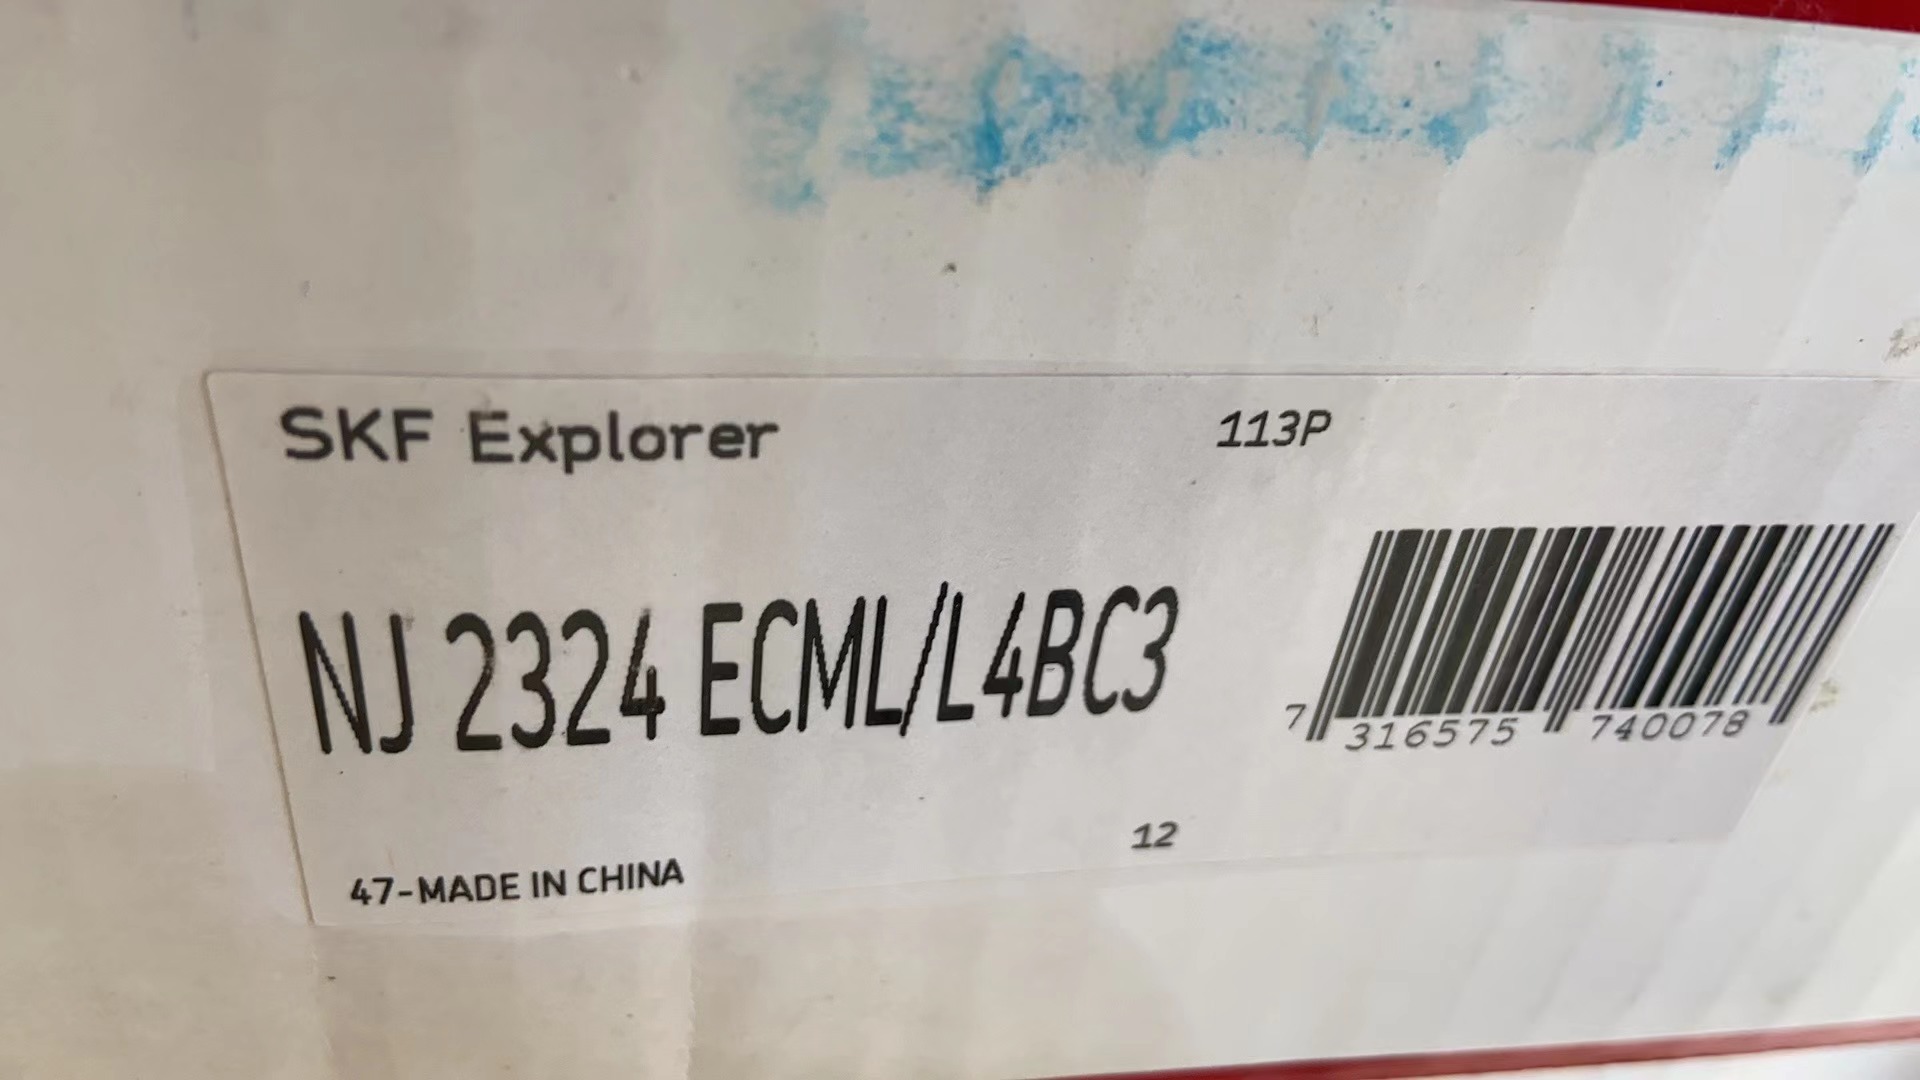 SKF Explorer
113P
NJ 2324 ECML/L4BC3
7 316575 740078
12
47-MADE IN CHINA